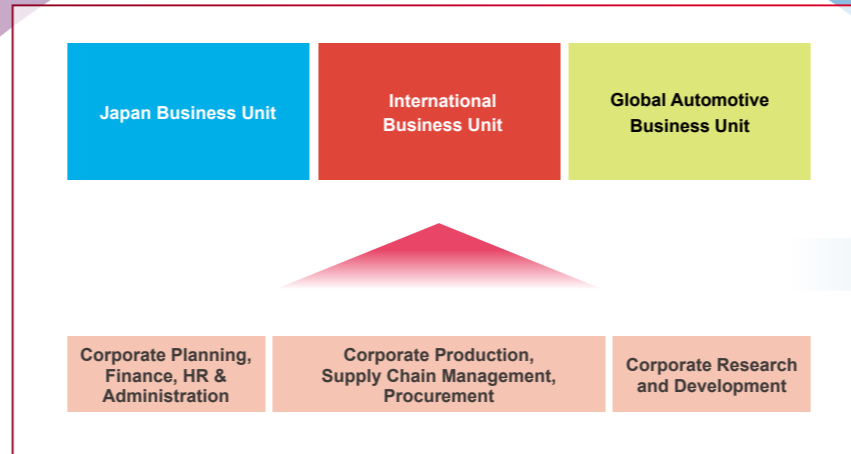 Japan Business Unit
International
Business Unit
Global Automotive
Business Unit
Corporate Planning,
Finance, HR &
Administration
Corporate Production,
Supply Chain Management,
Procurement
Corporate Research
and Development